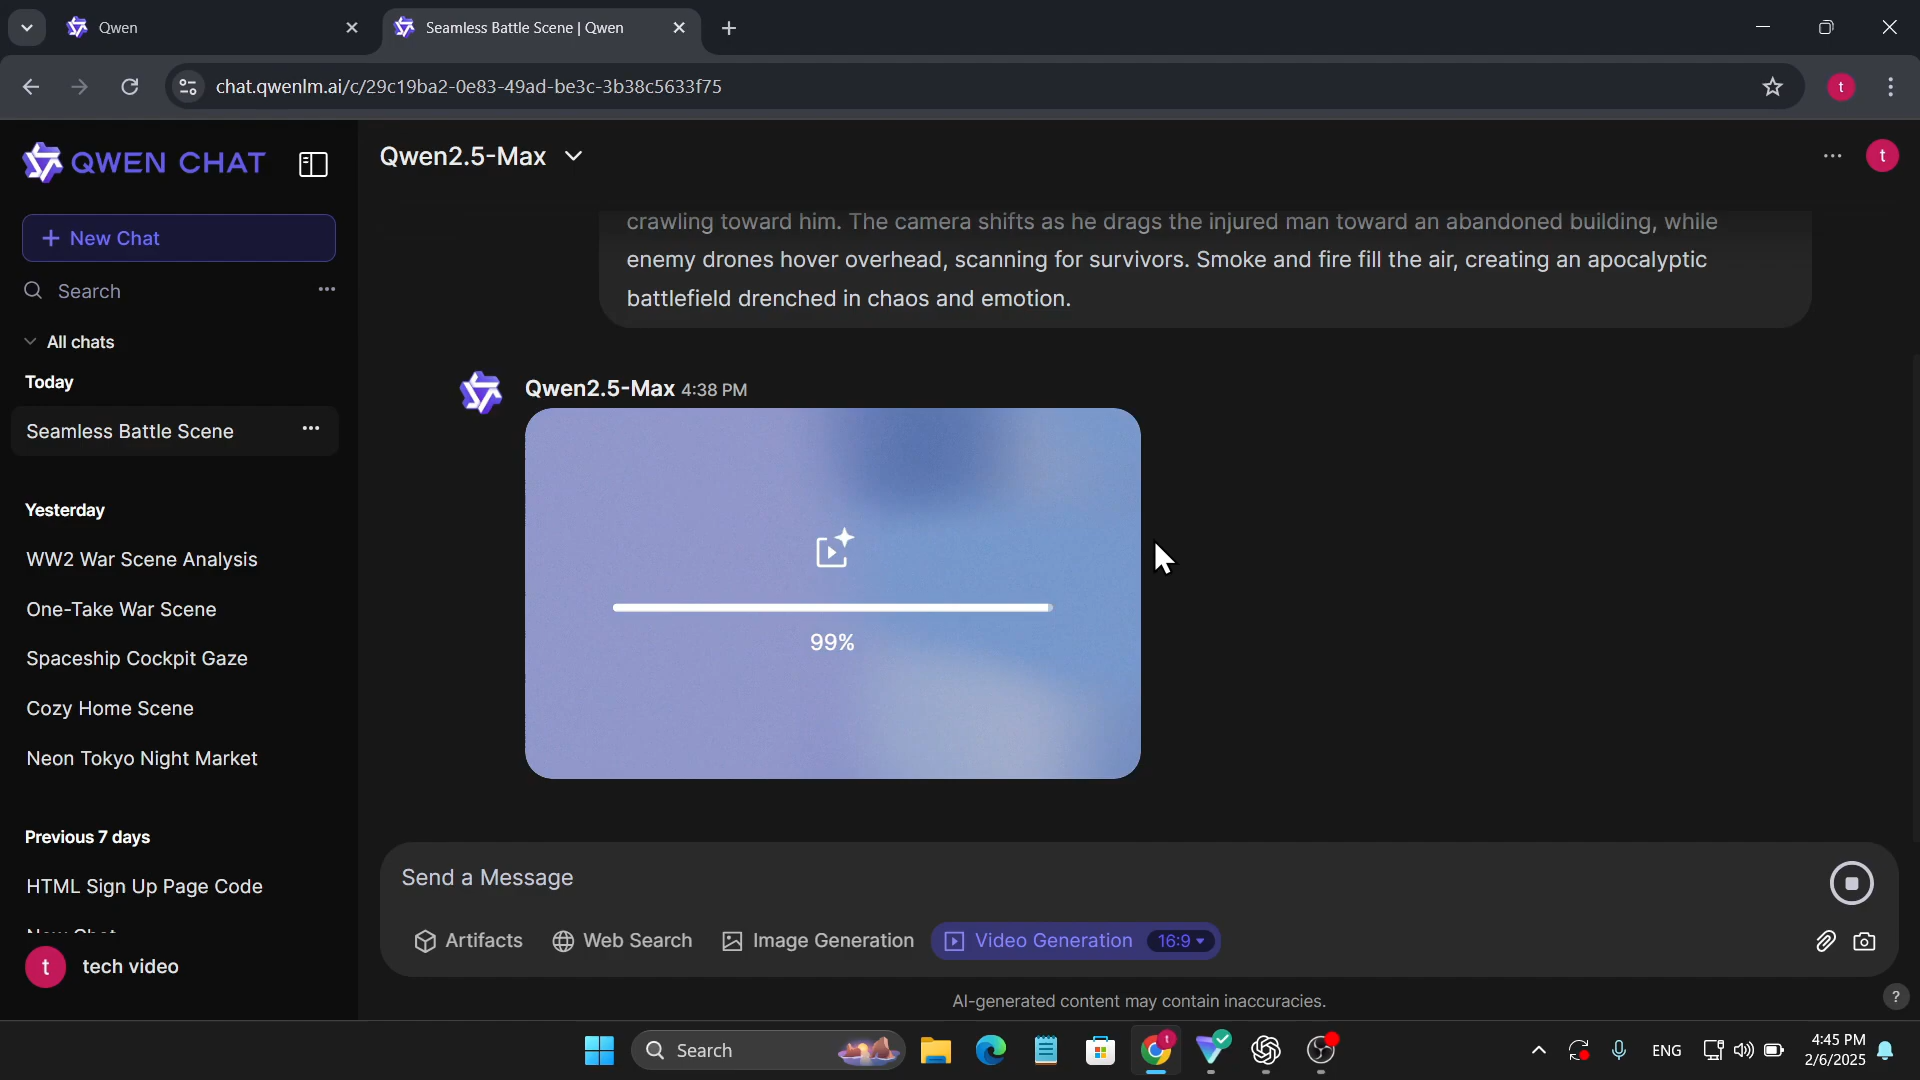 Qwen
Seamless Battle Scene | Qwen
chat.qwenlm.ai/c/29c19ba2-0e83-49ad-be3c-3b38c5633f75
t
QWEN CHAT
Qwen2.5-Max
t
+ New Chat
Search
All chats
Today
Seamless Battle Scene
Yesterday
WW2 War Scene Analysis
One-Take War Scene
Spaceship Cockpit Gaze
Cozy Home Scene
Neon Tokyo Night Market
Previous 7 days
HTML Sign Up Page Code
New Chat
t
tech video
crawling toward him. The camera shifts as he drags the injured man toward an abandoned building, while
enemy drones hover overhead, scanning for survivors. Smoke and fire fill the air, creating an apocalyptic
battlefield drenched in chaos and emotion.
Qwen2.5-Max 4:38 PM
99%
Send a Message
Artifacts
Web Search
Image Generation
Video Generation
16:9
AI-generated content may contain inaccuracies.
?
Search
t
ENG
4:45 PM
2/6/2025